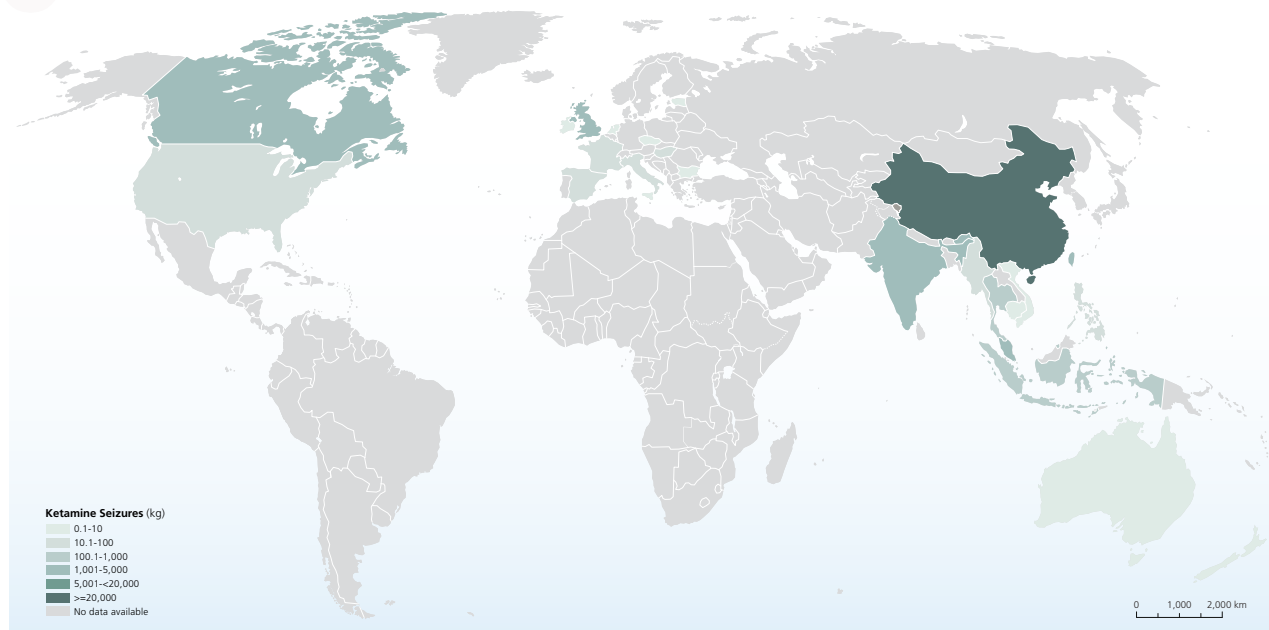 Ketamine Seizures (kg)
0.1-10
10.1-100
100.1-1,000
1,001-5,000
5,001-<20,000
>=20,000
No data available
0 1,000 2,000 km